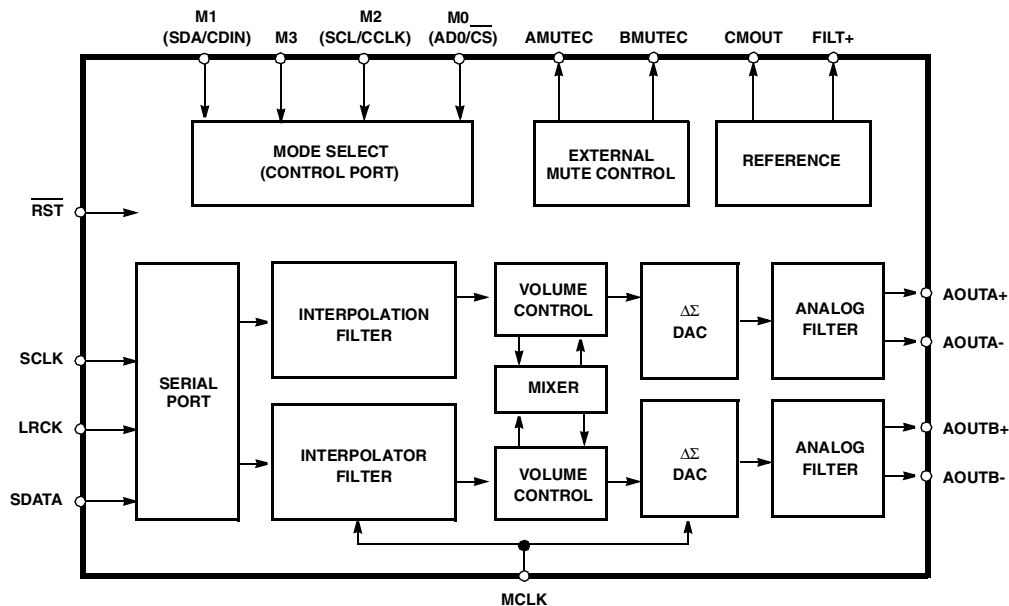 M1
(SDA/CDIN)
M3
M2
(SCL/CCLK)
M0
(AD0/C̅S̅)
AMUTEC
BMUTEC
CMOUT
FILT+
MODE SELECT
(CONTROL PORT)
EXTERNAL
MUTE CONTROL
REFERENCE
R̅S̅T̅
SERIAL
PORT
INTERPOLATION
FILTER
VOLUME
CONTROL
ΔΣ
DAC
ANALOG
FILTER
AOUTA+
AOUTA-
SCLK
LRCK
SDATA
MIXER
INTERPOLATOR
FILTER
VOLUME
CONTROL
ΔΣ
DAC
ANALOG
FILTER
AOUTB+
AOUTB-
MCLK